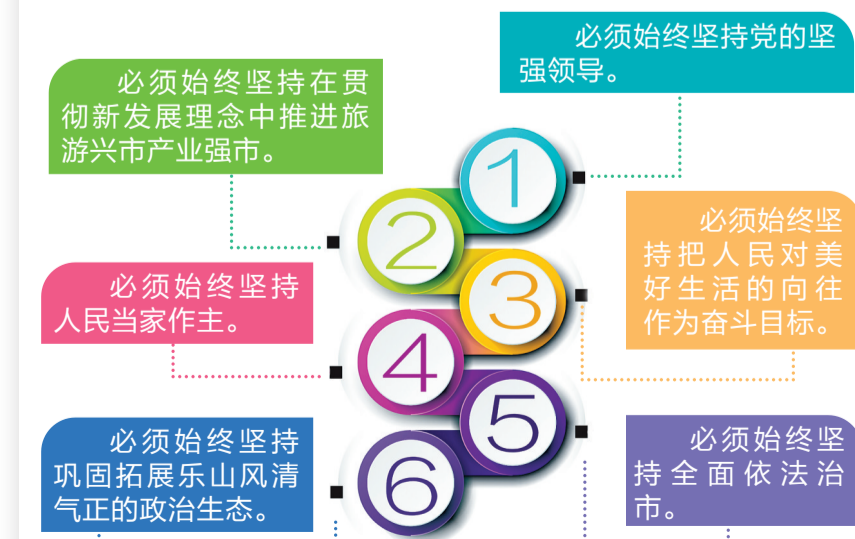 必须始终坚持党的坚
强领导。
1
必须始终坚持在贯
彻新发展理念中推进旅
游兴市产业强市。
2
必须始终坚
持把人民对美
好生活的向往
作为奋斗目标。
3
必须始终坚持
人民当家作主。
4
必须始终坚
持全面依法治
市。
5
必须始终坚持
巩固拓展乐山风清
气正的政治生态。
6